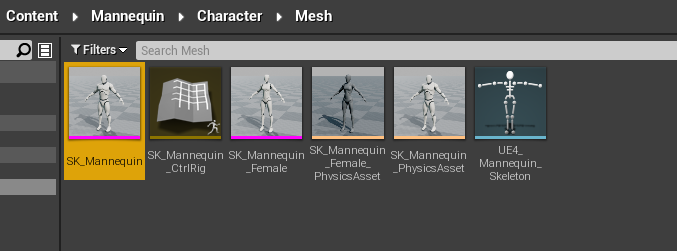 Content Mannequin Character Mesh
Filters Search Mesh
SK_Mannequin
SK_Mannequin
_CtrlRig
SK_Mannequin
_Female
SK_Mannequin
_Female_
PhysicsAsset
SK_Mannequin
_PhysicsAsset
UE4_
Mannequin_
Skeleton